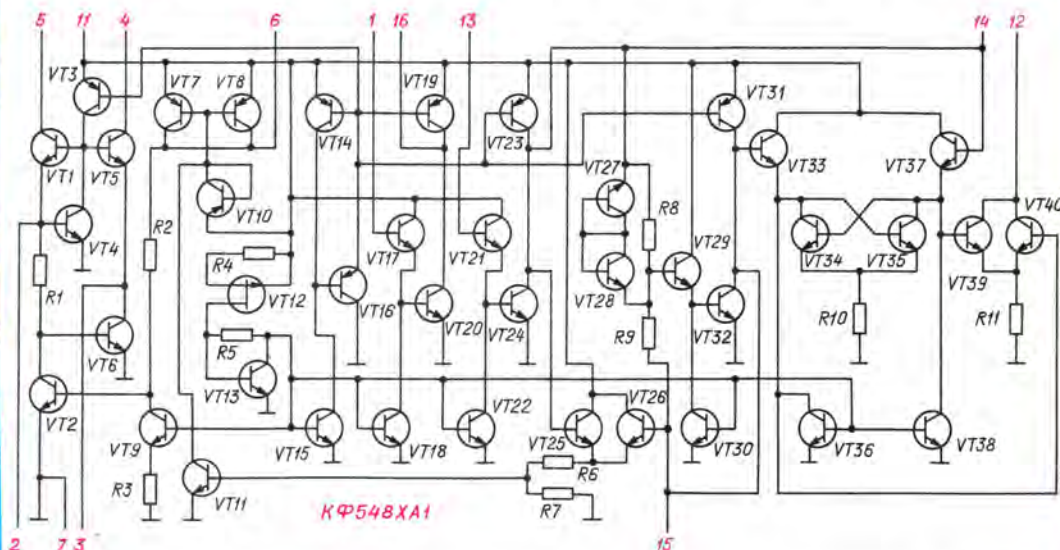 5 11 4 6 1 16 13 14 12
VT3
VT7 VT8
VT19
VT31
VT1 VT5
VT14
VT23
VT27
VT33 VT37
VT10
VT4
R2
R8
VT40
R4
VT17 VT21
VT29
VT34 VT35
VT39
R1
VT12
VT16
VT28
VT20 VT24
R9 VT32
R10
R11
VT6
R5
VT13
VT2
VT22
VT26
VT9
VT15
VT18
VT25
VT30
VT36
VT38
R6
R3
VT11
R7
КФ548ХА1
2 7 3 15